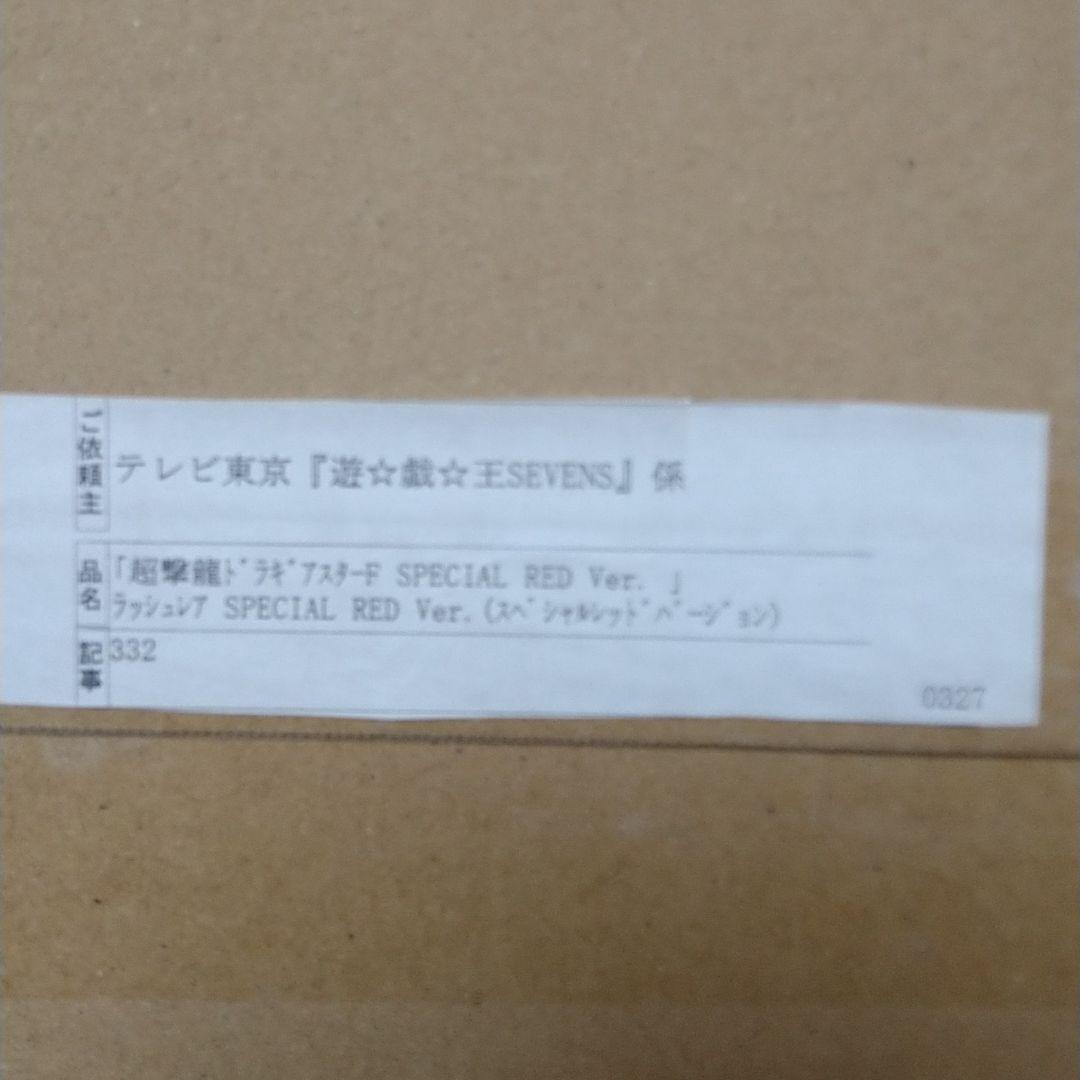 ご依頼主
テレビ東京『遊☆戯☆王SEVENS』係
品名
「超撃龍ﾄﾞﾗｷﾞｱｽﾀｰF SPECIAL RED Ver. 」
ﾗｯｼｭﾚｱ SPECIAL RED Ver.(ｽﾍﾟｼｬﾙﾚｯﾄﾞﾊﾞｰｼﾞｮﾝ)
記事
332
0327